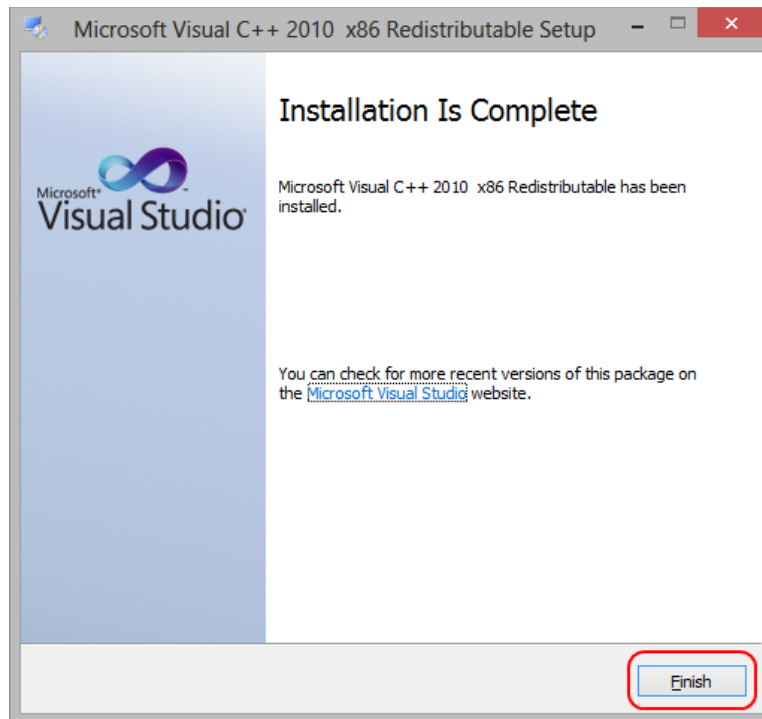 Microsoft Visual C++ 2010 x86 Redistributable Setup
Installation Is Complete
Microsoft
Visual Studio
Microsoft Visual C++ 2010 x86 Redistributable has been
installed.
You can check for more recent versions of this package on
the Microsoft Visual Studio website.
Finish